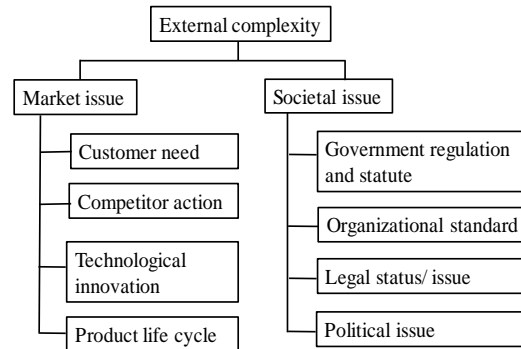 External complexity
Market issue
Customer need
Competitor action
Technological
innovation
Product life cycle
Societal issue
Government regulation
and statute
Organizational standard
Legal status/ issue
Political issue